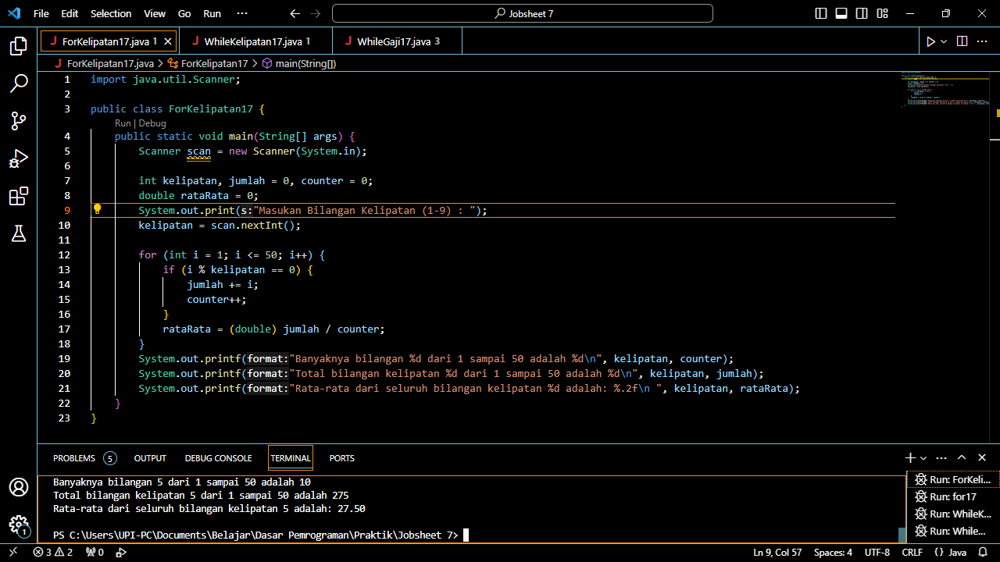 File Edit Selection View Go Run ··· Jobsheet 7
ForKelipatan17.java 1 WhileKelipatan17.java 1 WhileGaji17.java 3
ForKelipatan17.java > ForKelipatan17 > main(String[])
1 import java.util.Scanner;
2
3 public class ForKelipatan17 {
Run | Debug
4 public static void main(String[] args) {
5 Scanner scan = new Scanner(System.in);
6
7 int kelipatan, jumlah = 0, counter = 0;
8 double rataRata = 0;
9 System.out.print(s:"Masukan Bilangan Kelipatan (1-9) : ");
10 kelipatan = scan.nextInt();
11
12 for (int i = 1; i <= 50; i++) {
13 if (i % kelipatan == 0) {
14 jumlah += i;
15 counter++;
16 }
17 rataRata = (double) jumlah / counter;
18 }
19 System.out.printf(format:"Banyaknya bilangan %d dari 1 sampai 50 adalah %d\n", kelipatan, counter);
20 System.out.printf(format:"Total bilangan kelipatan %d dari 1 sampai 50 adalah %d\n", kelipatan, jumlah);
21 System.out.printf(format:"Rata-rata dari seluruh bilangan kelipatan %d adalah: %.2f\n ", kelipatan, rataRata);
22 }
23 }
PROBLEMS 5 OUTPUT DEBUG CONSOLE TERMINAL PORTS
Banyaknya bilangan 5 dari 1 sampai 50 adalah 10
Total bilangan kelipatan 5 dari 1 sampai 50 adalah 275
Rata-rata dari seluruh bilangan kelipatan 5 adalah: 27.50
PS C:\Users\UPI-PC\Documents\Belajar\Dasar Pemrograman\Praktik\Jobsheet 7>
Run: ForKeli...
Run: for17
Run: WhileK...
Run: While...
1
3 2 0 Ln 9, Col 57 Spaces: 4 UTF-8 CRLF {} Java